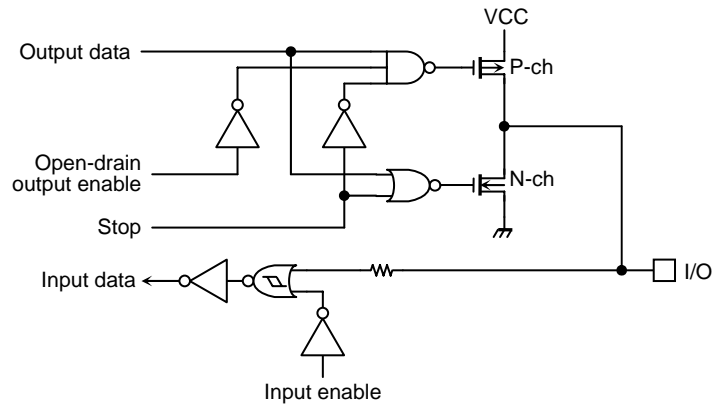 VCC
Output data
P-ch
Open-drain
output enable
N-ch
Stop
Input data
I/O
Input enable